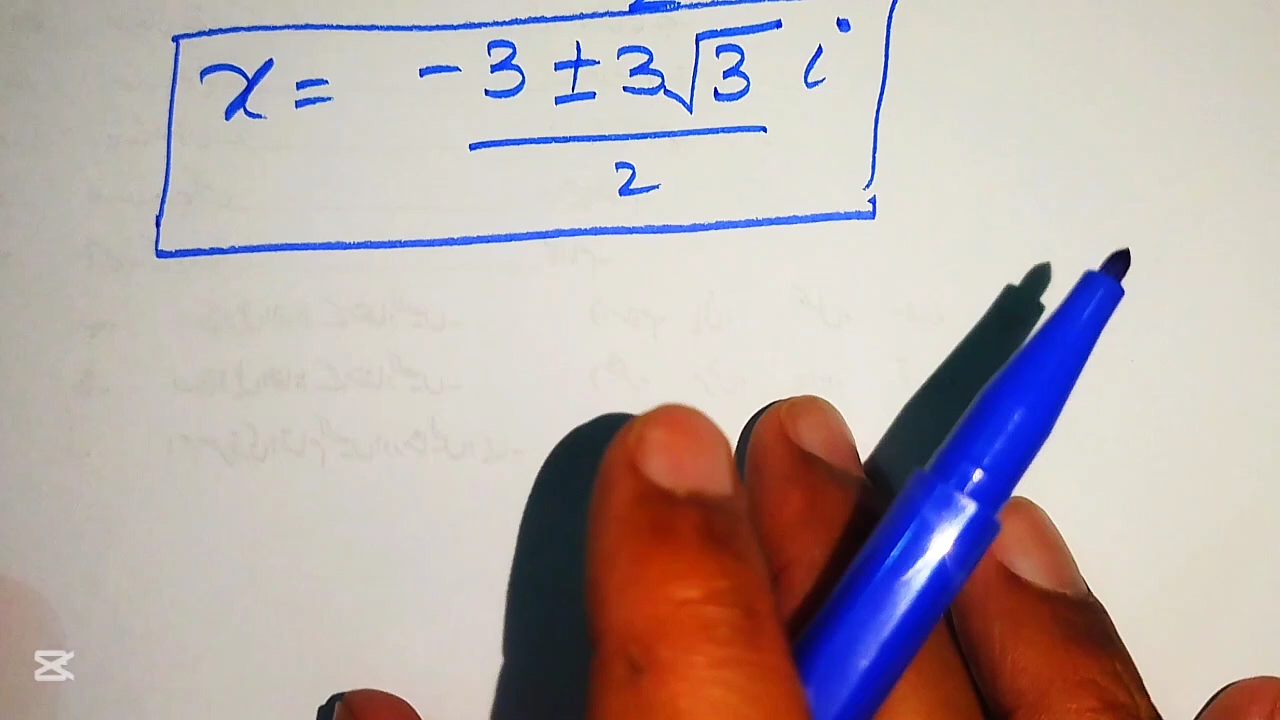 x = -3 ± 3√3 i
2